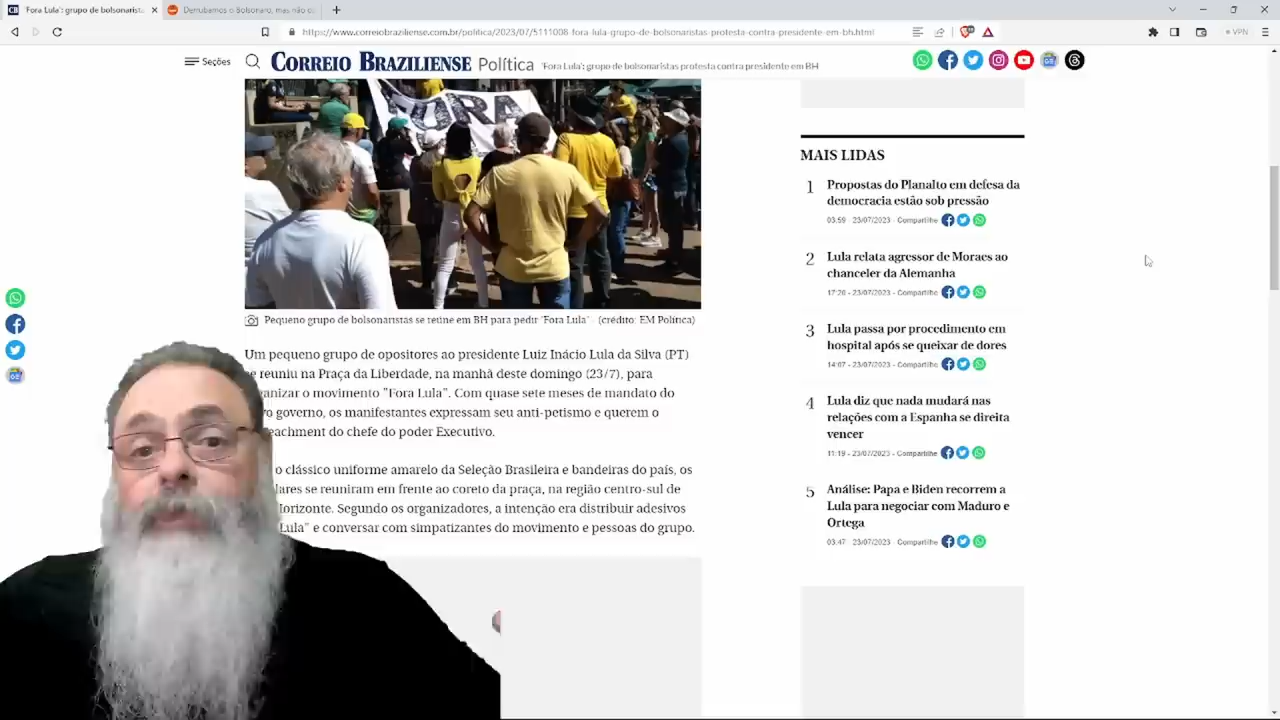 'Fora Lula': grupo de bolsonarista
Derrubamos o Bolsonaro, mas não o
https://www.correiobraziliense.com.br/politica/2023/07/5111008-fora-lula-grupo-de-bolsonaristas-protesta-contra-presidente-em-bh.html
VPN
Seções
CORREIO BRAZILIENSE Política
'Fora Lula': grupo de bolsonaristas protesta contra presidente em BH
FORA
Pequeno grupo de bolsonaristas se reúne em BH para pedir "Fora Lula" - (crédito: EM Política)
Um pequeno grupo de opositores ao presidente Luiz Inácio Lula da Silva (PT)
reuniu na Praça da Liberdade, na manhã deste domingo (23/7), para
ganizar o movimento "Fora Lula". Com quase sete meses de mandato do
o governo, os manifestantes expressam seu anti-petismo e querem o
eachment do chefe do poder Executivo.
o clássico uniforme amarelo da Seleção Brasileira e bandeiras do país, os
lares se reuniram em frente ao coreto da praça, na região centro-sul de
Horizonte. Segundo os organizadores, a intenção era distribuir adesivos
Lula" e conversar com simpatizantes do movimento e pessoas do grupo.
MAIS LIDAS
1
Propostas do Planalto em defesa da
democracia estão sob pressão
03:59 - 23/07/2023 - Compartilhe
2
Lula relata agressor de Moraes ao
chanceler da Alemanha
17:26 - 23/07/2023 - Compartilhe
3
Lula passa por procedimento em
hospital após se queixar de dores
14:07 - 23/07/2023 - Compartilhe
4
Lula diz que nada mudará nas
relações com a Espanha se direita
vencer
11:19 - 23/07/2023 - Compartilhe
5
Análise: Papa e Biden recorrem a
Lula para negociar com Maduro e
Ortega
03:47 - 23/07/2023 - Compartilhe